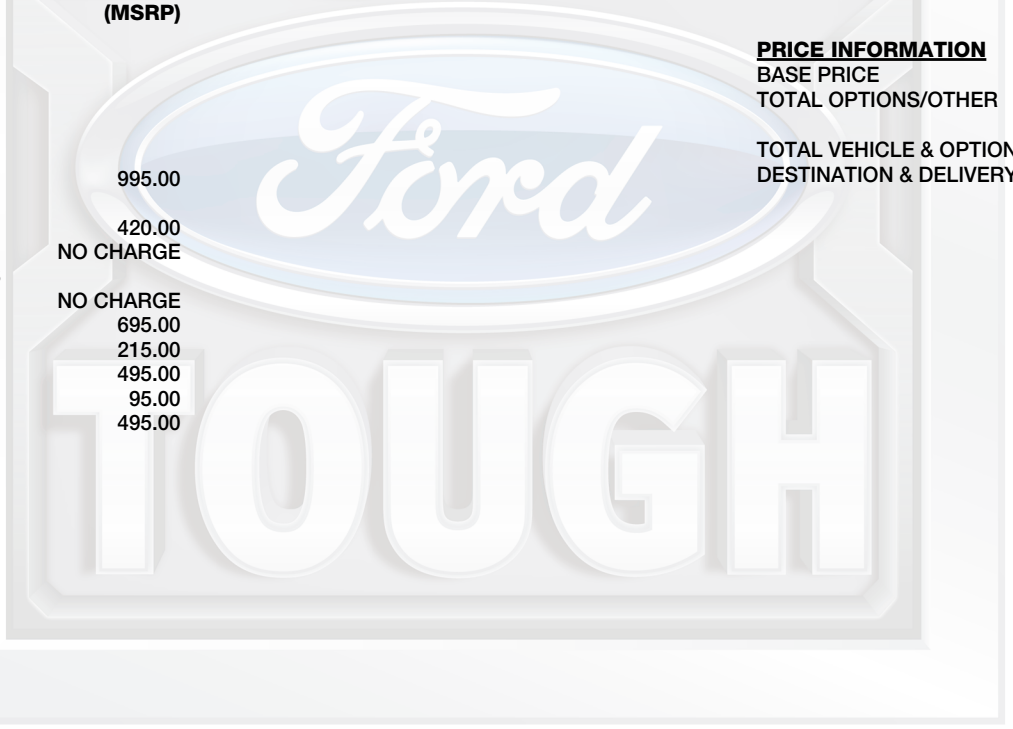 (MSRP)
995.00
420.00
NO CHARGE
NO CHARGE
695.00
215.00
495.00
95.00
495.00
PRICE INFORMATION
BASE PRICE
TOTAL OPTIONS/OTHER
TOTAL VEHICLE & OPTION
DESTINATION & DELIVERY
Ford
TOUGH